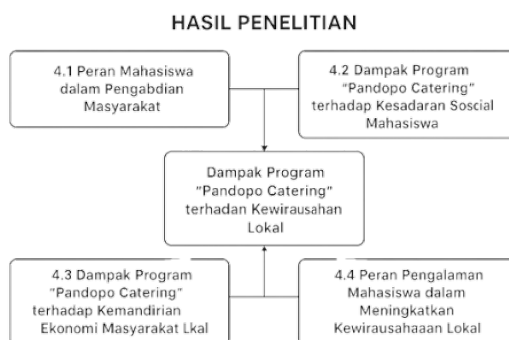 HASIL PENELITIAN
4.1 Peran Mahasiswa
dalam Pengabdian
Masyarakat
4.2 Dampak Program
“Pandopo Catering”
terhadap Kesadaran Soscial
Mahasiswa
Dampak Program
“Pandopo Catering”
terhadan Kewirausahan
Lokal
4.3 Dampak Program
“Pandopo Catering”
terhadap Kemandirian
Ekonomi Masyarakat Lkal
4.4 Peran Pengalaman
Mahasiswa dalam
Meningkatkan
Kewirausahaaan Lokal